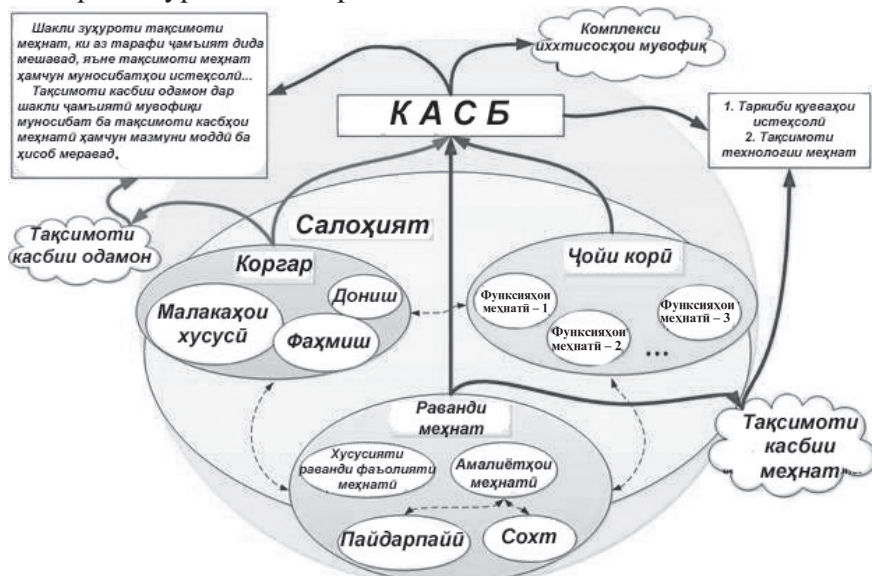 Шакли зуҳуроти тақсимоти
меҳнат, ки аз тарафи ҷамъият дида
мешавад, яъне тақсимоти меҳнат
ҳамчун муносибатҳои истеҳсолӣ...
Тақсимоти касбии одамон дар
шакли ҷамъиятӣ мувофиқи
муносибат ба тақсимоти касбҳои
меҳнатӣ ҳамчун мазмуни моддӣ ба
ҳисоб меравад.
Комплекси
ихтисосҳои мувофиқ
К А С Б
1. Таркиби қувваҳои
истеҳсолӣ
2. Тақсимоти
технологии меҳнат
Тақсимоти
касбии одамон
Салоҳият
Коргар
Дониш
Малакаҳои
хусусӣ
Фаҳмиш
Ҷойи корӣ
Функсияҳои
меҳнатӣ – 1
Функсияҳои
меҳнатӣ – 2
Функсияҳои
меҳнатӣ – 3
...
Раванди
меҳнат
Хусусияти
раванди фаъолияти
меҳнатӣ
Амалиётҳои
меҳнатӣ
Пайдарпайӣ
Сохт
Тақсимоти
касбии
меҳнат